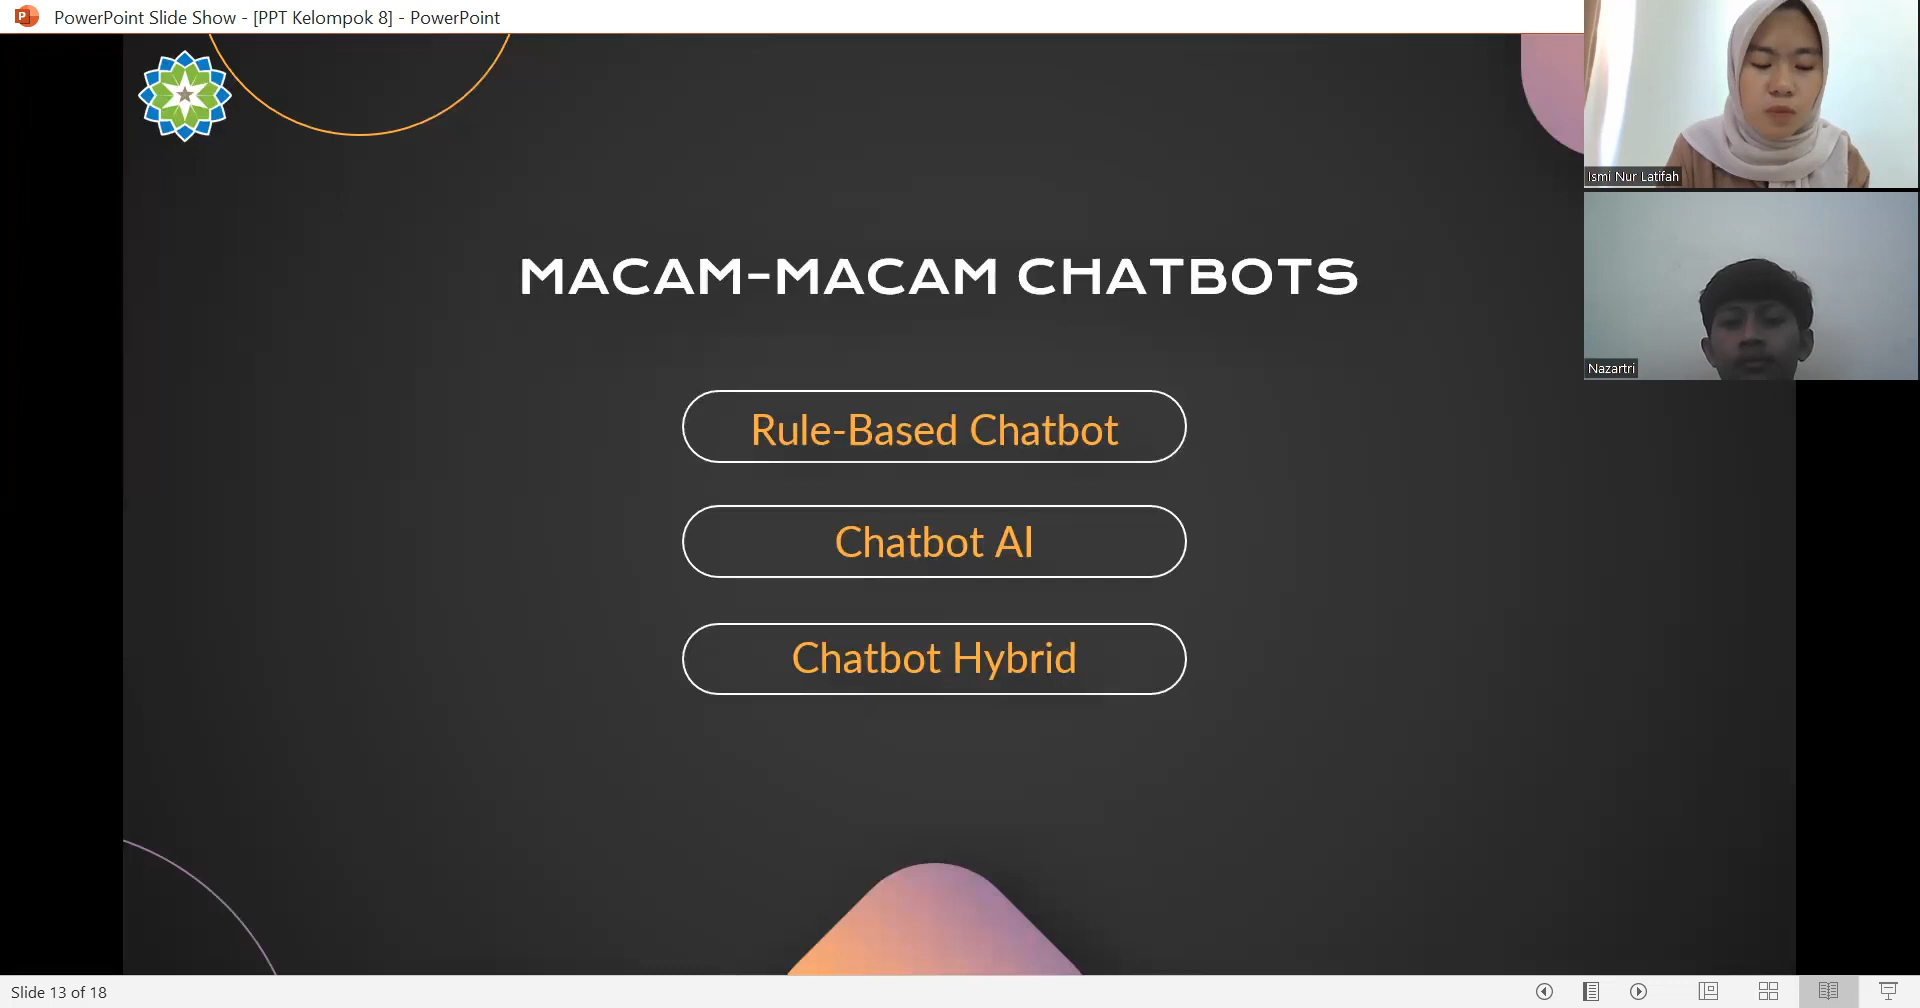 PowerPoint Slide Show - [PPT Kelompok 8] - PowerPoint
Ismi Nur Latifah
Nazartri
MACAM-MACAM CHATBOTS
Rule-Based Chatbot
Chatbot AI
Chatbot Hybrid
Slide 13 of 18